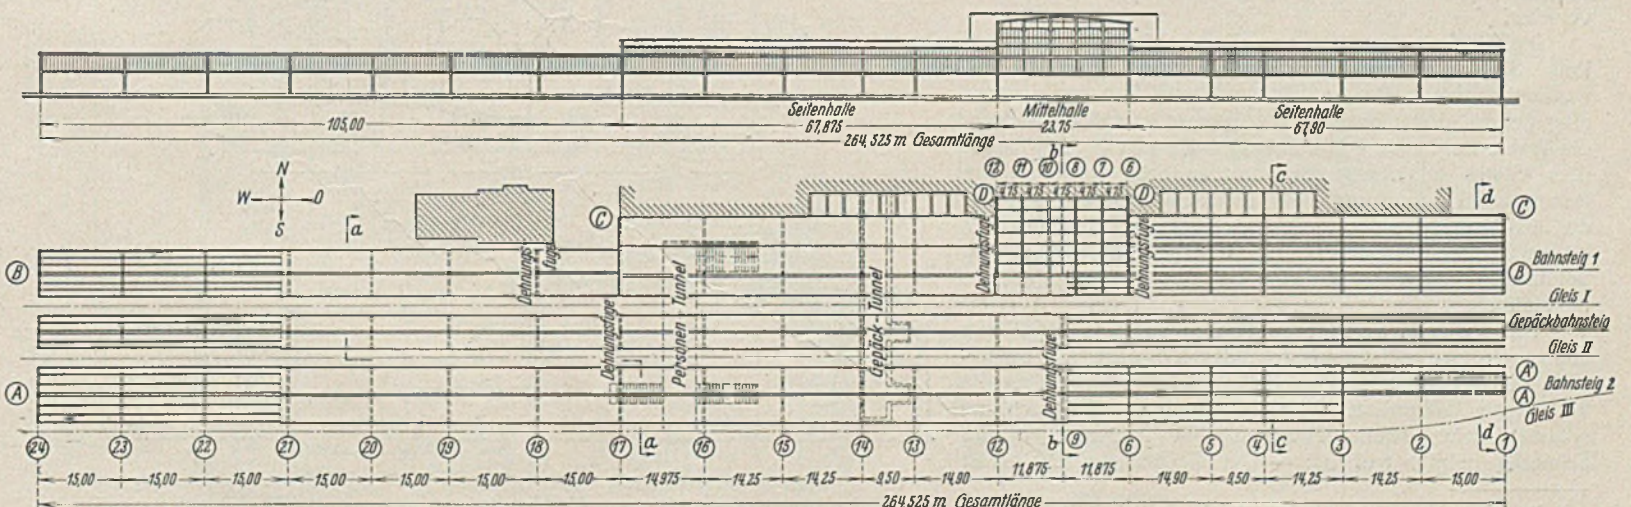 Seitenhalle Mittelhalle Seitenhalle
105,00 67,875 23,75 67,90
264,525 m Gesamtlänge
b
12 11 10 8 7 6
c
N
W O
S
a
C
D 4,75 4,75 4,75 4,75 4,75 D
d
C
Dehnungsfuge
Dehnungsfuge
Dehnungsfuge
B
B
Bahnsteig 1
Gleis I
Dehnungsfuge
Personen-Tunnel
Gepäck-Tunnel
Gepäckbahnsteig
Gleis II
Dehnungsfuge
A
A'
A
Bahnsteig 2
Gleis III
24 23 22 21 20 19 18 17 a 16 15 14 13 12 b 9 6 5 4 c 3 2 d 1
15,00 15,00 15,00 15,00 15,00 15,00 15,00 14,975 14,25 14,25 9,50 14,90 11,875 11,875 14,90 9,50 14,25 14,25 15,00
264,525 m Gesamtlänge